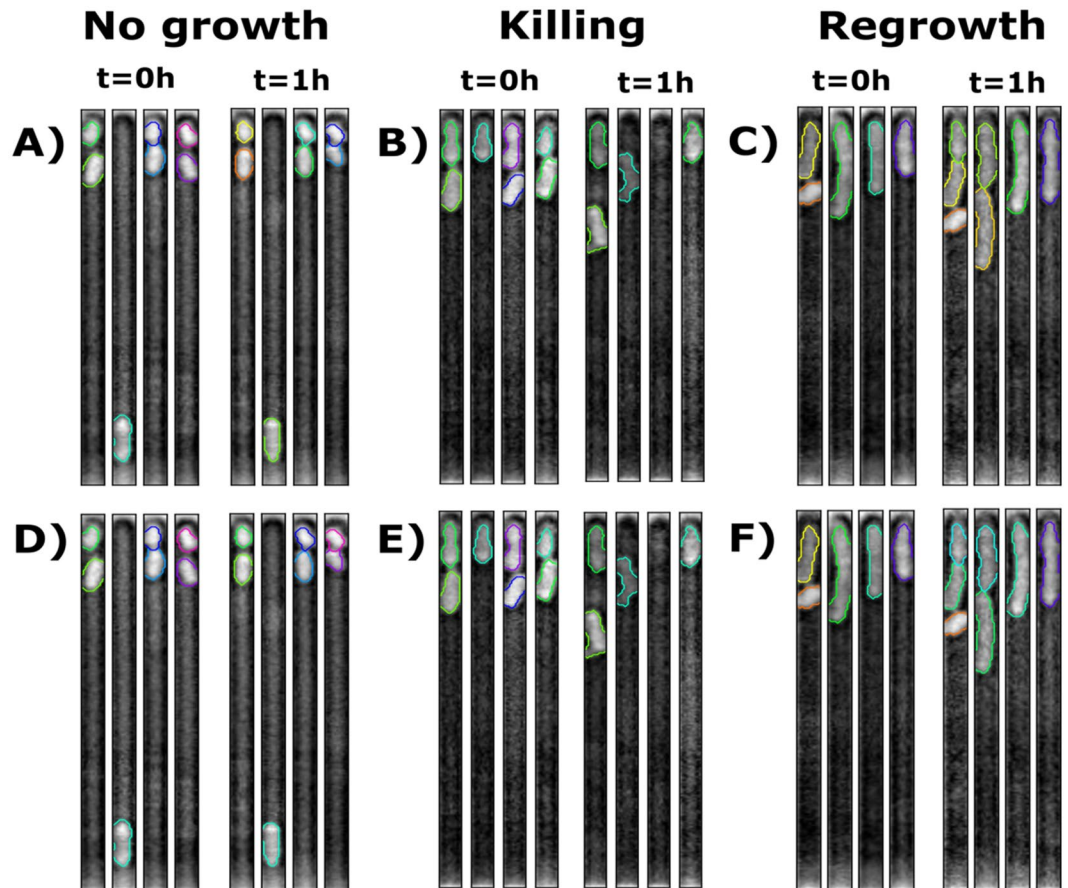 No growth Killing Regrowth
t=0h t=1h t=0h t=1h t=0h t=1h
A) B) C)
D) E) F)